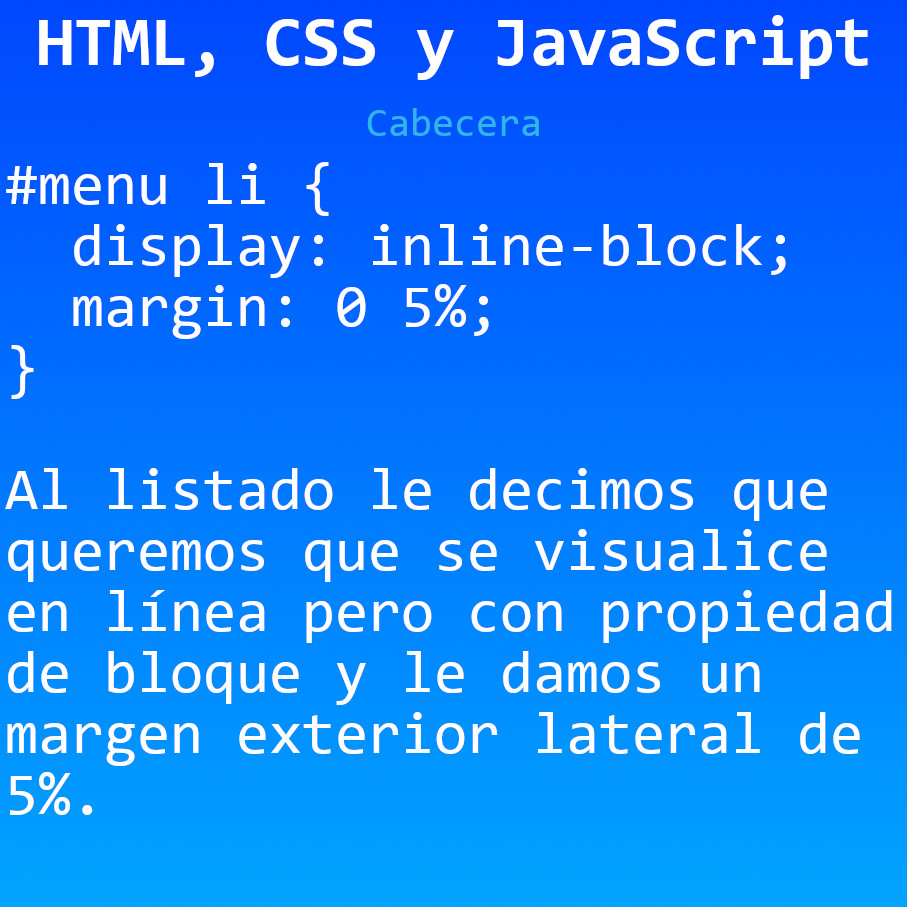 HTML, CSS y JavaScript
Cabecera
#menu li {
  display: inline-block;
  margin: 0 5%;
}
Al listado le decimos que
queremos que se visualice
en línea pero con propiedad
de bloque y le damos un
margen exterior lateral de
5%.